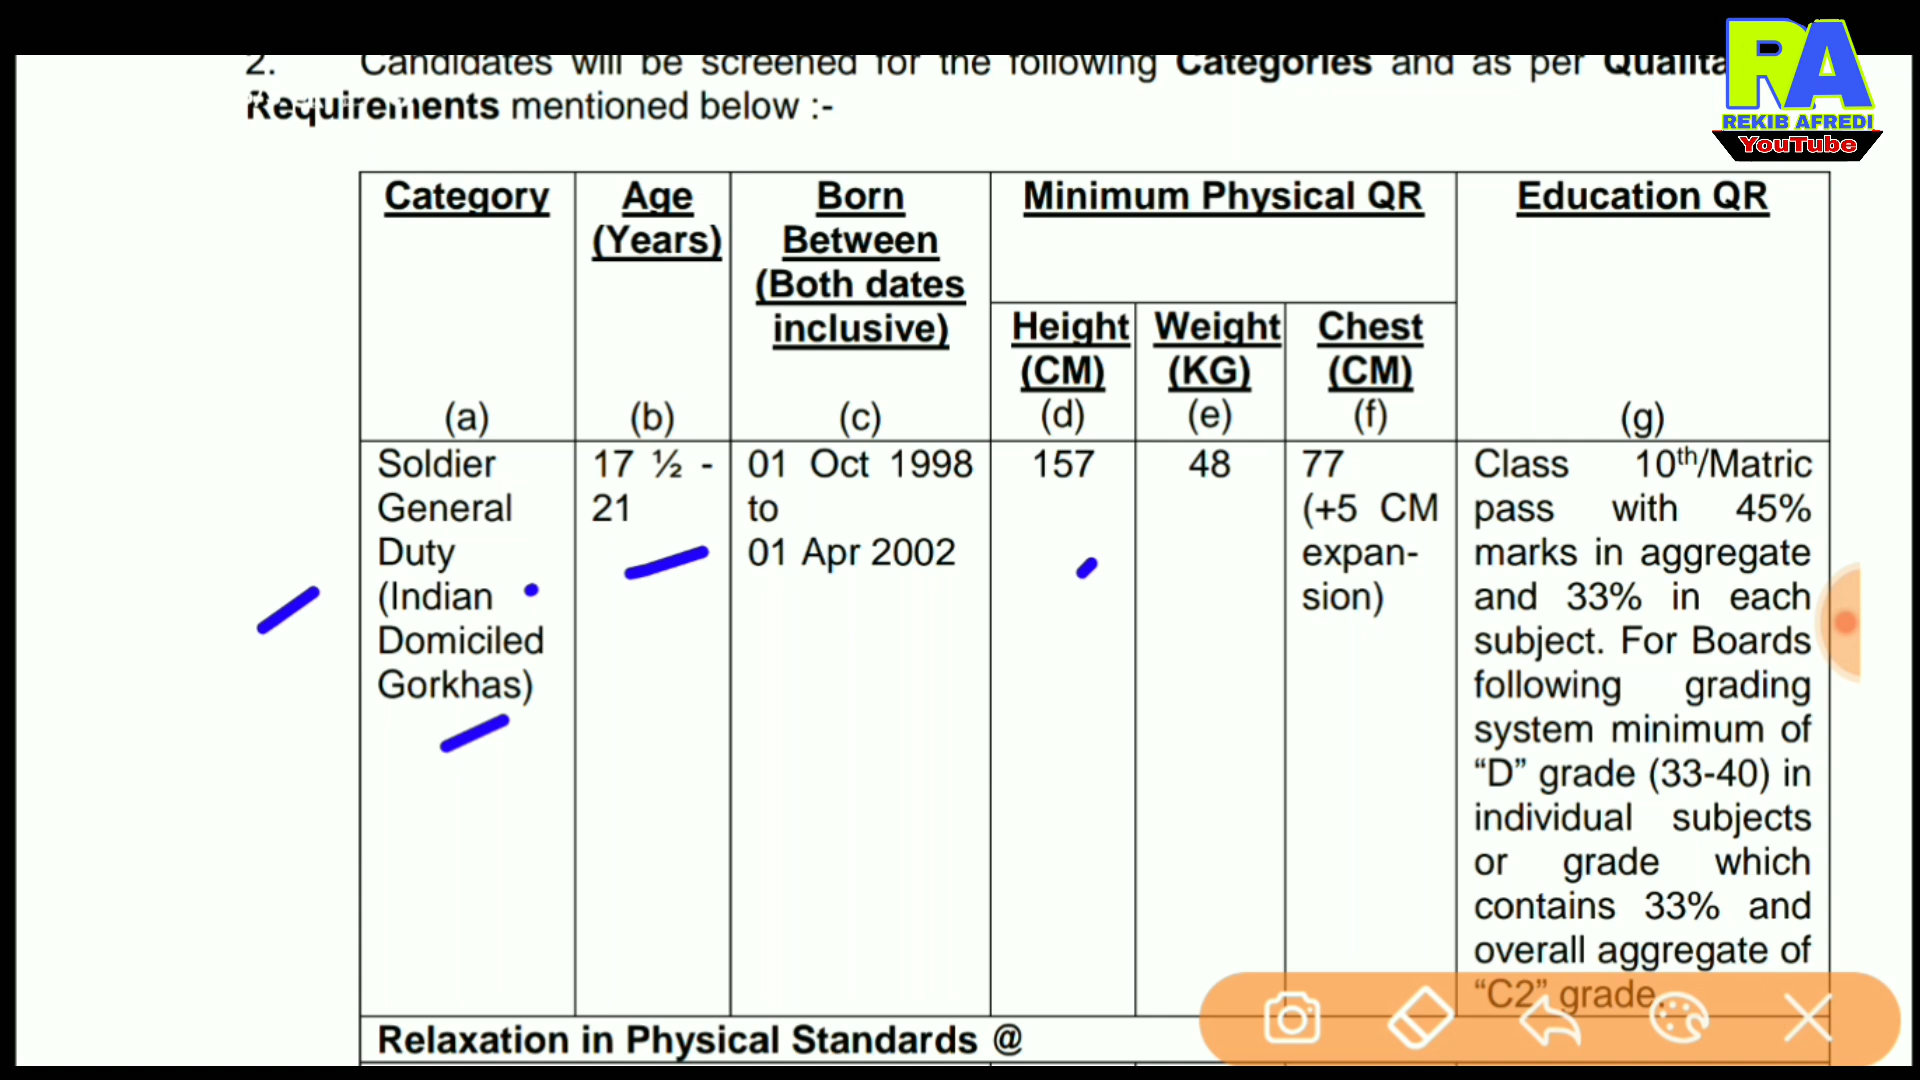 2. Candidates will be screened for the following Categories and as per
Requirements mentioned below :-
RA
REKIB AFREDI
YouTube
Category
(a)
Age
(Years)
(b)
Born
Between
(Both dates
inclusive)
(c)
Minimum Physical QR
Height
(CM)
(d)
Weight
(KG)
(e)
Chest
(CM)
(f)
Education QR
(g)
Soldier
General
Duty
(Indian
Domiciled
Gorkhas)
17 ½ -
21
01 Oct 1998
to
01 Apr 2002
157
48
77
(+5 CM
expan-
sion)
Class 10th/Matric
pass with 45%
marks in aggregate
and 33% in each
subject. For Boards
following grading
system minimum of
“D” grade (33-40) in
individual subjects
or grade which
contains 33% and
overall aggregate of
“C2” grade.
Relaxation in Physical Standards @